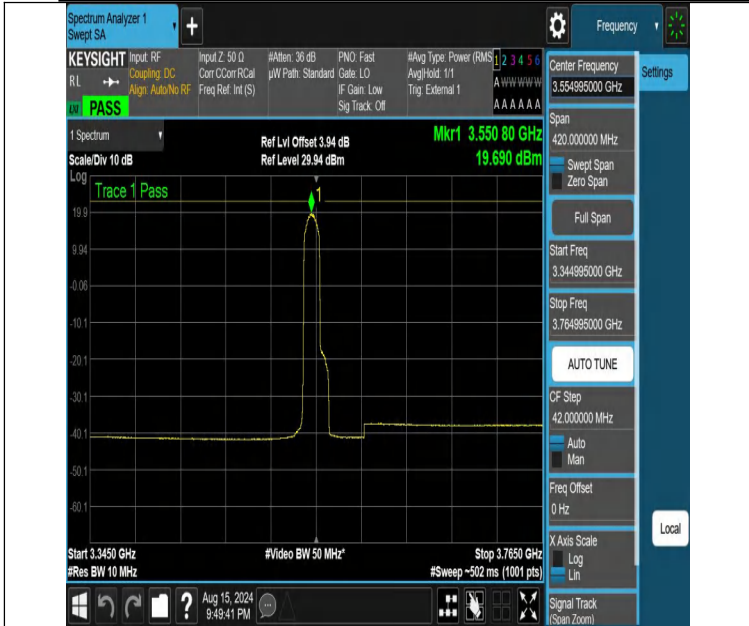 Spectrum Analyzer 1
Swept SA
Frequency
KEYSIGHT
RL
PASS
Input: RF
Coupling: DC
Align: Auto/No RF
Input Z: 50 Ω
Corr CCorr RCal
Freq Ref: Int (S)
#Atten: 36 dB
µW Path: Standard
PNO: Fast
Gate: LO
IF Gain: Low
Sig Track: Off
#Avg Type: Power (RMS
Avg|Hold: 1/1
Trig: External 1
1 2 3 4 5 6
A W W W W W
A A A A A A
1 Spectrum
Scale/Div 10 dB
Ref Lvl Offset 3.94 dB
Ref Level 29.94 dBm
Mkr1 3.550 80 GHz
19.690 dBm
Log
Trace 1 Pass
1
19.9
9.94
-0.06
-10.1
-20.1
-30.1
-40.1
-50.1
-60.1
Start 3.3450 GHz
#Res BW 10 MHz
#Video BW 50 MHz*
Stop 3.7650 GHz
#Sweep ~502 ms (1001 pts)
Aug 15, 2024
9:49:41 PM
Center Frequency
3.554995000 GHz
Span
420.000000 MHz
Swept Span
Zero Span
Full Span
Start Freq
3.344995000 GHz
Stop Freq
3.764995000 GHz
AUTO TUNE
CF Step
42.000000 MHz
Auto
Man
Freq Offset
0 Hz
X Axis Scale
Log
Lin
Signal Track
(Span Zoom)
Settings
Local